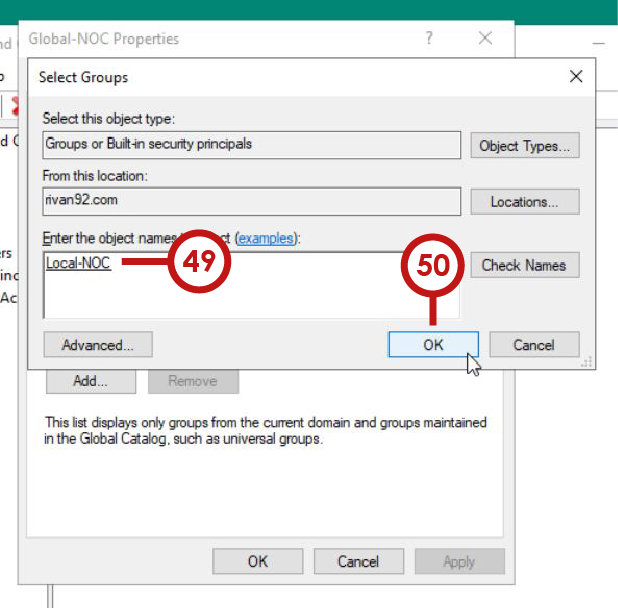 Global-NOC Properties
Select Groups
Select this object type:
Groups or Built-in security principals
Object Types...
From this location:
rivan92.com
Locations...
Enter the object names ct (examples):
Local-NOC
49
50
Check Names
Advanced...
OK
Cancel
Add...
Remove
This list displays only groups from the current domain and groups maintained
in the Global Catalog, such as universal groups.
OK
Cancel
Apply